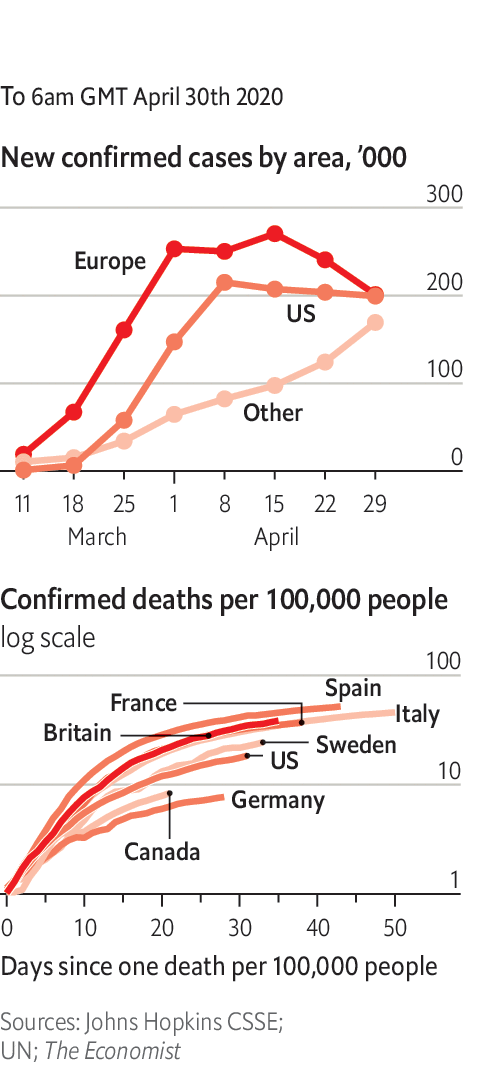 To 6am GMT April 30th 2020
New confirmed cases by area, ’000
300
Europe
200
US
100
Other
0
11 18 25 1 8 15 22 29
March April
Confirmed deaths per 100,000 people
log scale
100
Spain
France
Italy
Britain
Sweden
US
10
Germany
Canada
1
0 10 20 30 40 50
Days since one death per 100,000 people
Sources: Johns Hopkins CSSE;
UN; The Economist